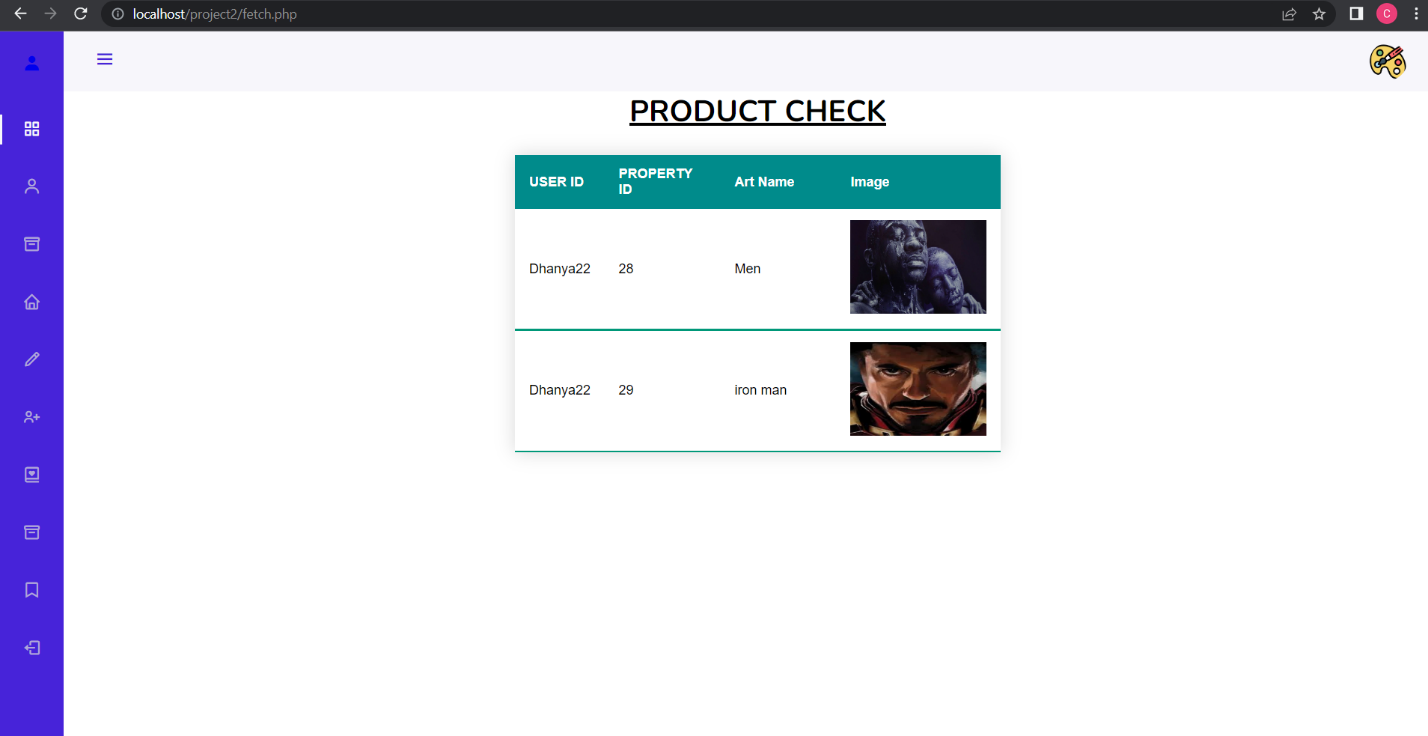 localhost/project2/fetch.php
C
PRODUCT CHECK
USER ID PROPERTY ID Art Name Image
Dhanya22 28 Men
Dhanya22 29 iron man